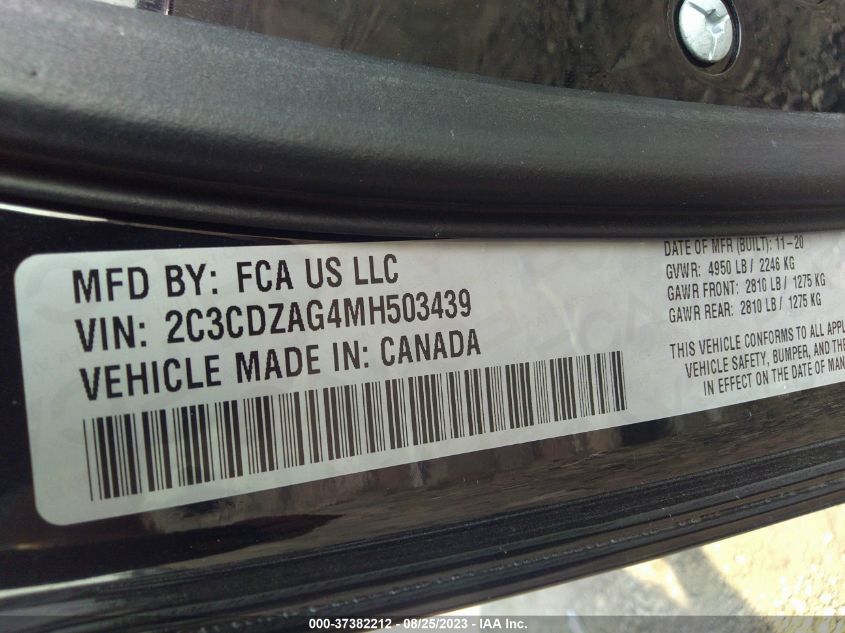 MFD BY: FCA US LLC
VIN: 2C3CDZAG4MH503439
VEHICLE MADE IN: CANADA
DATE OF MFR (BUILT): 11-20
GVWR: 4950 LB / 2246 KG
GAWR FRONT: 2810 LB / 1275 KG
GAWR REAR: 2810 LB / 1275 KG
THIS VEHICLE CONFORMS TO ALL APPL
VEHICLE SAFETY, BUMPER, AND THE
IN EFFECT ON THE DATE OF MAN
000-37382212 - 08/25/2023 - IAA Inc.